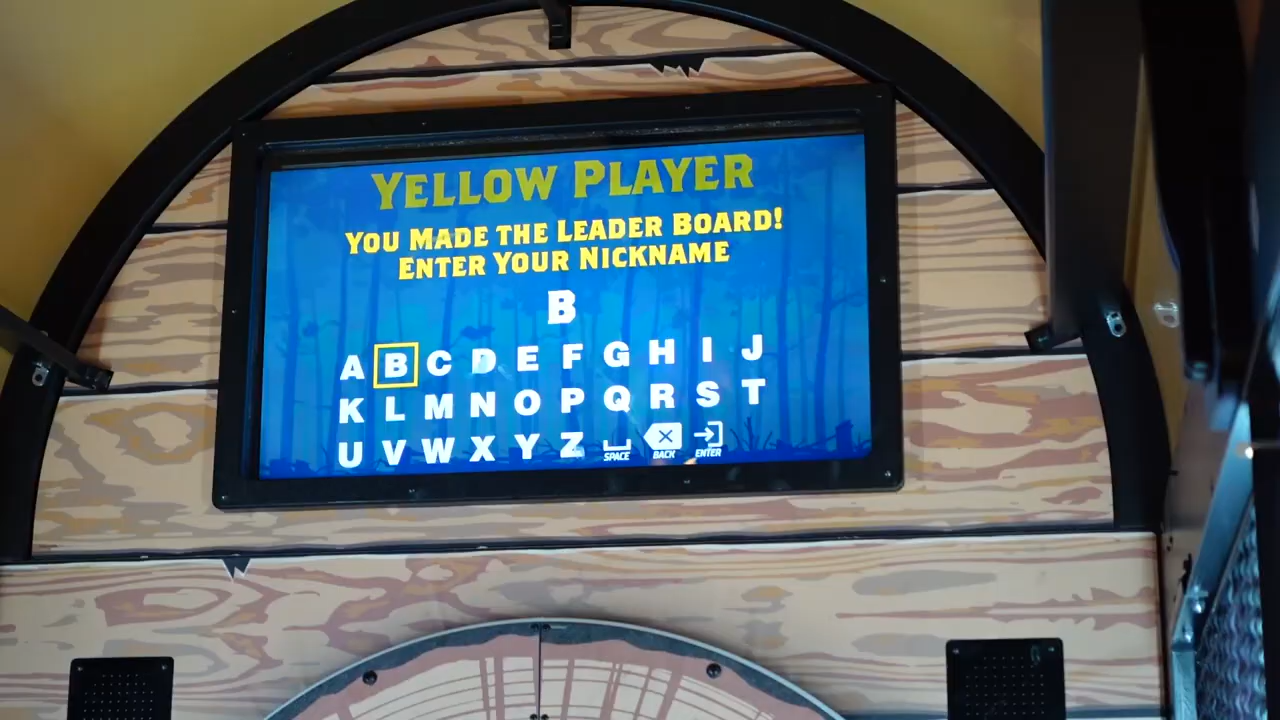 YELLOW PLAYER
YOU MADE THE LEADER BOARD!
ENTER YOUR NICKNAME
B
A B C D E F G H I J
K L M N O P Q R S T
U V W X Y Z SPACE BACK ENTER